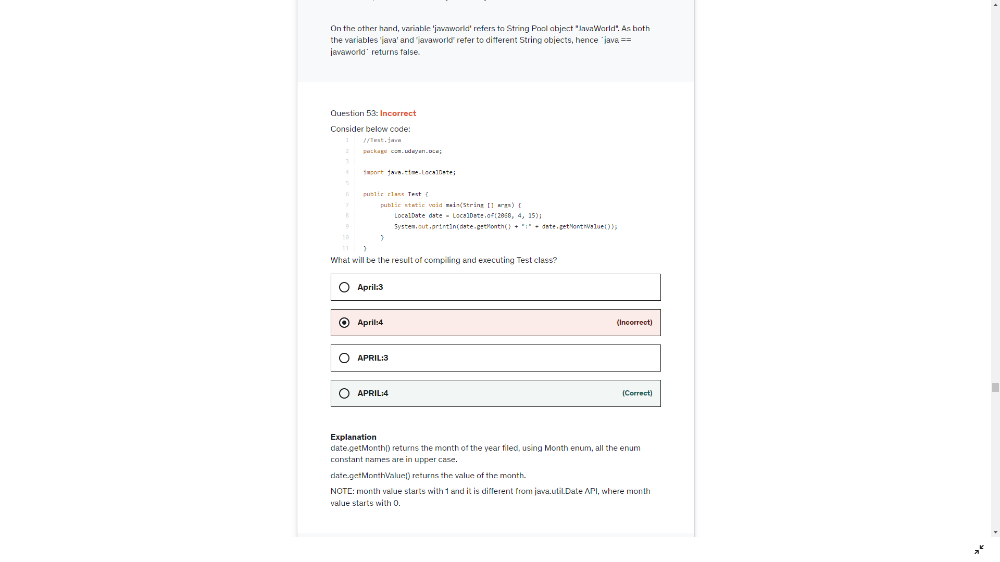 On the other hand, variable 'javaworld' refers to String Pool object "JavaWorld". As both
the variables 'java' and 'javaworld' refer to different String objects, hence `java ==
javaworld` returns false.
Question 53: Incorrect
Consider below code:
1 //Test.java
2 package com.udayan.oca;
3
4 import java.time.LocalDate;
5
6 public class Test {
7 public static void main(String [] args) {
8 LocalDate date = LocalDate.of(2068, 4, 15);
9 System.out.println(date.getMonth() + ":" + date.getMonthValue());
10 }
11 }
What will be the result of compiling and executing Test class?
April:3
April:4 (Incorrect)
APRIL:3
APRIL:4 (Correct)
Explanation
date.getMonth() returns the month of the year filed, using Month enum, all the enum
constant names are in upper case.
date.getMonthValue() returns the value of the month.
NOTE: month value starts with 1 and it is different from java.util.Date API, where month
value starts with 0.